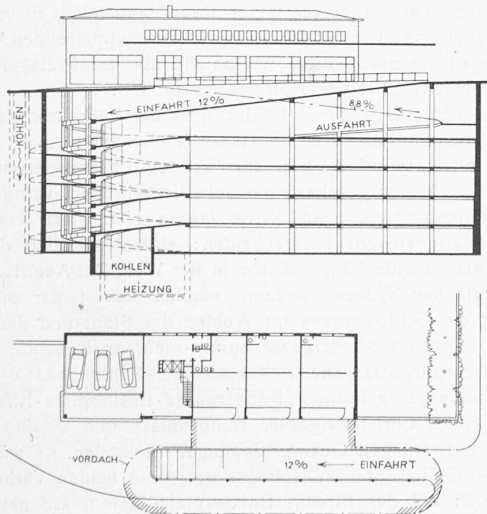 EINFAHRT 12%
8,8%
AUSFAHRT
KOHLEN
KOHLEN
HEIZUNG
VORDACH
12% EINFAHRT